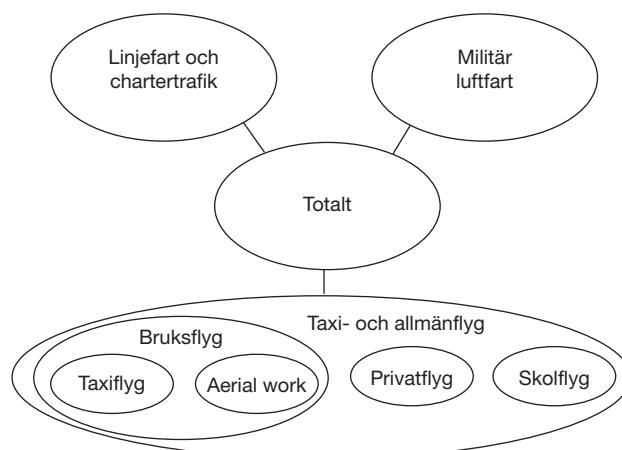 Linjefart och
chartertrafik
Militär
luftfart
Totalt
Taxi- och allmänflyg
Bruksflyg
Taxiflyg
Aerial work
Privatflyg
Skolflyg